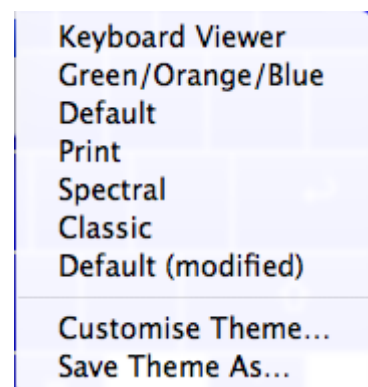 Keyboard Viewer
Green/Orange/Blue
Default
Print
Spectral
Classic
Default (modified)
Customise Theme...
Save Theme As...